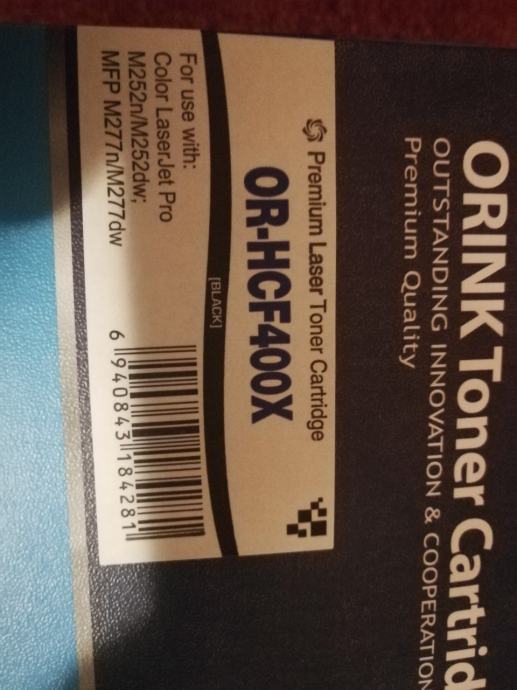 ORINK Toner Cartrid
OUTSTANDING INNOVATION & COOPERATION
Premium Quality
Premium Laser Toner Cartridge
OR-HCF400X
[BLACK]
For use with:
Color LaserJet Pro
M252n/M252dw;
MFP M277n/M277dw
6 940843 184281